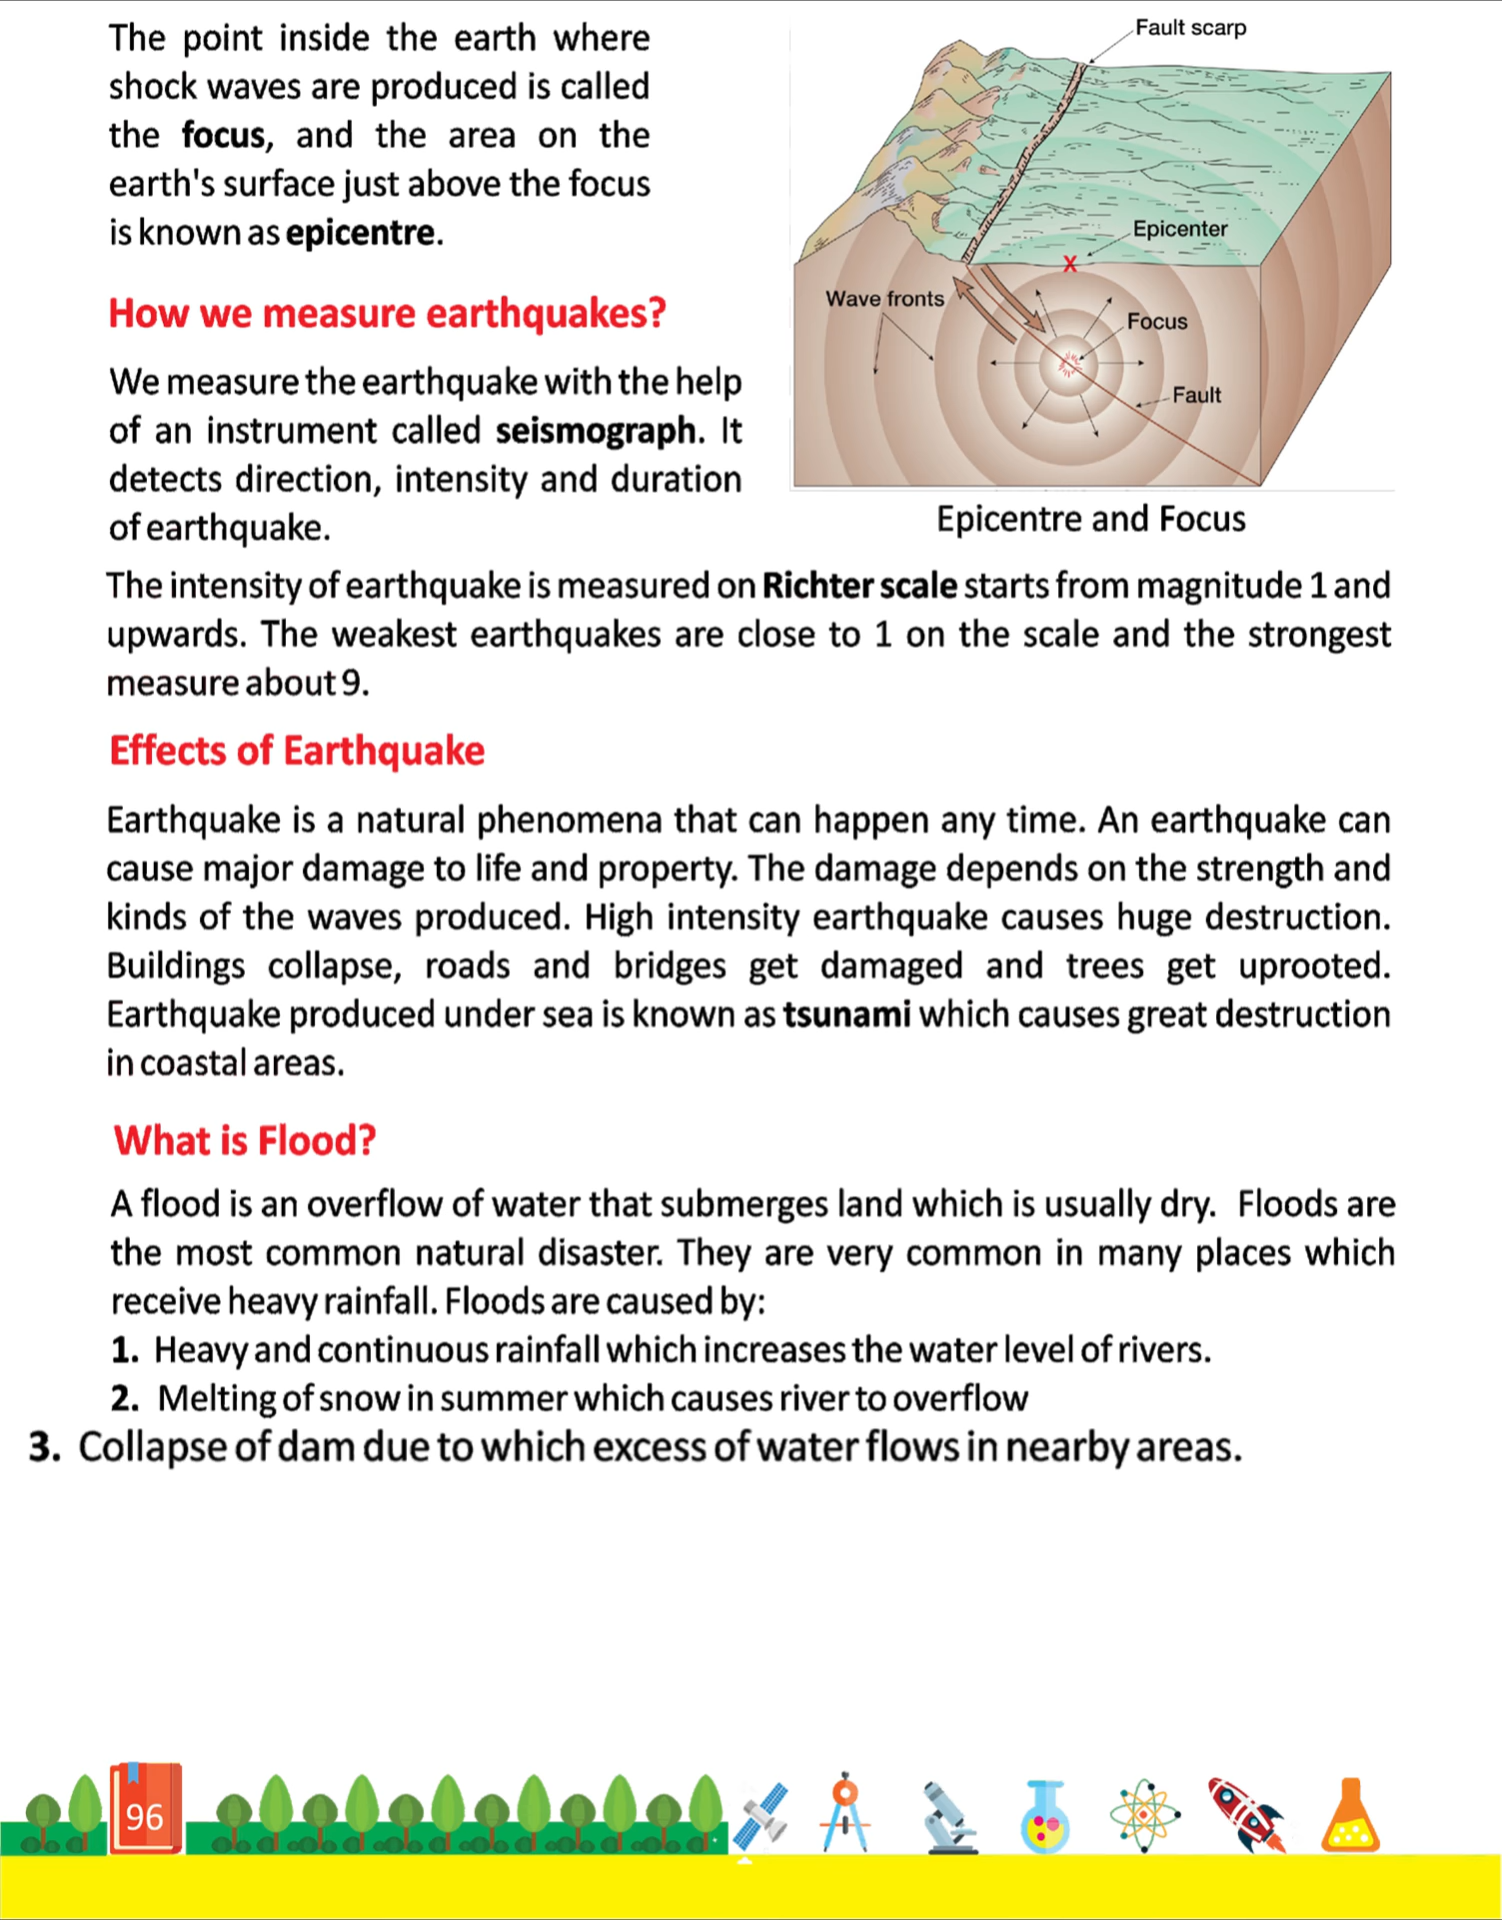 The point inside the earth where
shock waves are produced is called
the focus, and the area on the
earth's surface just above the focus
is known as epicentre.
Fault scarp
Epicenter
X
Wave fronts
Focus
Fault
Epicentre and Focus
How we measure earthquakes?
We measure the earthquake with the help
of an instrument called seismograph. It
detects direction, intensity and duration
of earthquake.
The intensity of earthquake is measured on Richter scale starts from magnitude 1 and
upwards. The weakest earthquakes are close to 1 on the scale and the strongest
measure about 9.
Effects of Earthquake
Earthquake is a natural phenomena that can happen any time. An earthquake can
cause major damage to life and property. The damage depends on the strength and
kinds of the waves produced. High intensity earthquake causes huge destruction.
Buildings collapse, roads and bridges get damaged and trees get uprooted.
Earthquake produced under sea is known as tsunami which causes great destruction
in coastal areas.
What is Flood?
A flood is an overflow of water that submerges land which is usually dry. Floods are
the most common natural disaster. They are very common in many places which
receive heavy rainfall. Floods are caused by:
1. Heavy and continuous rainfall which increases the water level of rivers.
2. Melting of snow in summer which causes river to overflow
3. Collapse of dam due to which excess of water flows in nearby areas.
96